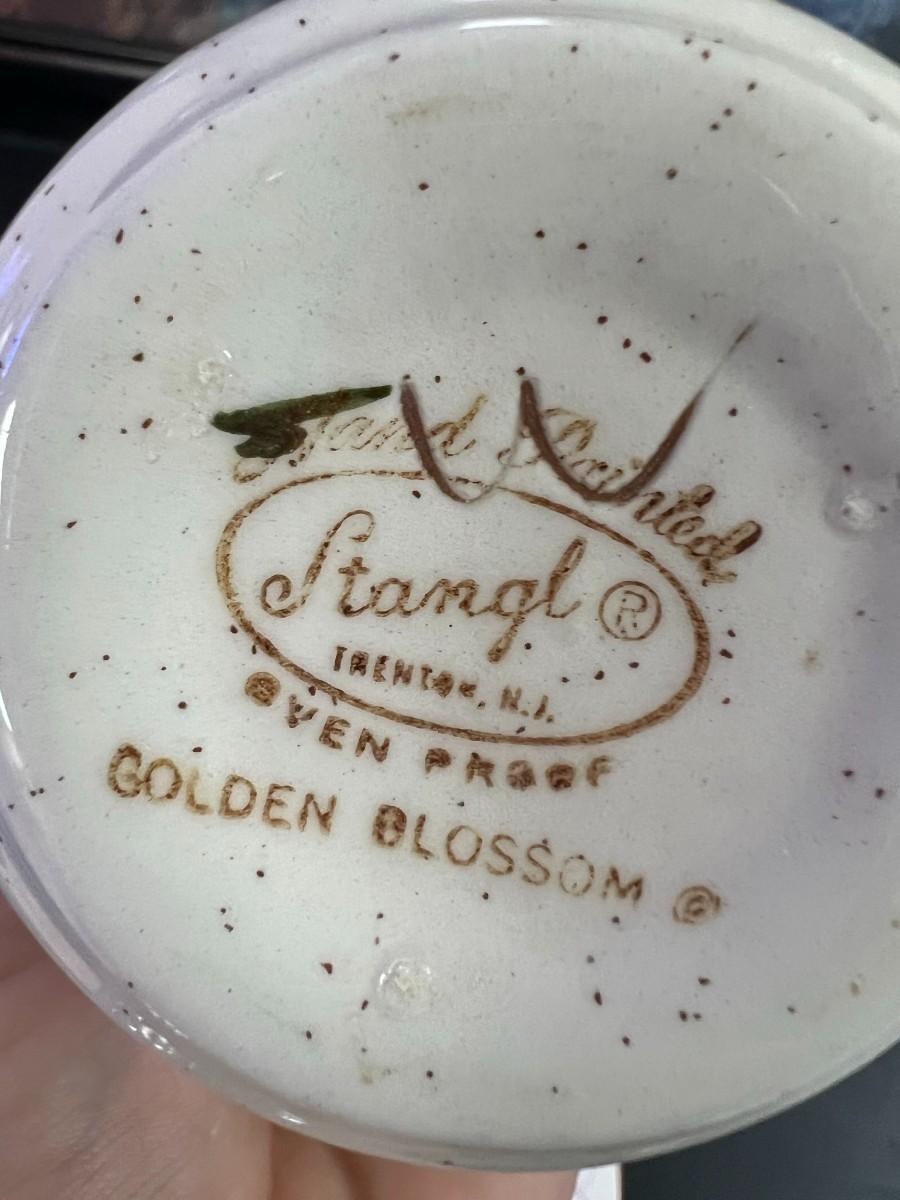 Hand Painted
Stangl ®
TRENTON, N.J.
OVEN PROOF
GOLDEN BLOSSOM ©